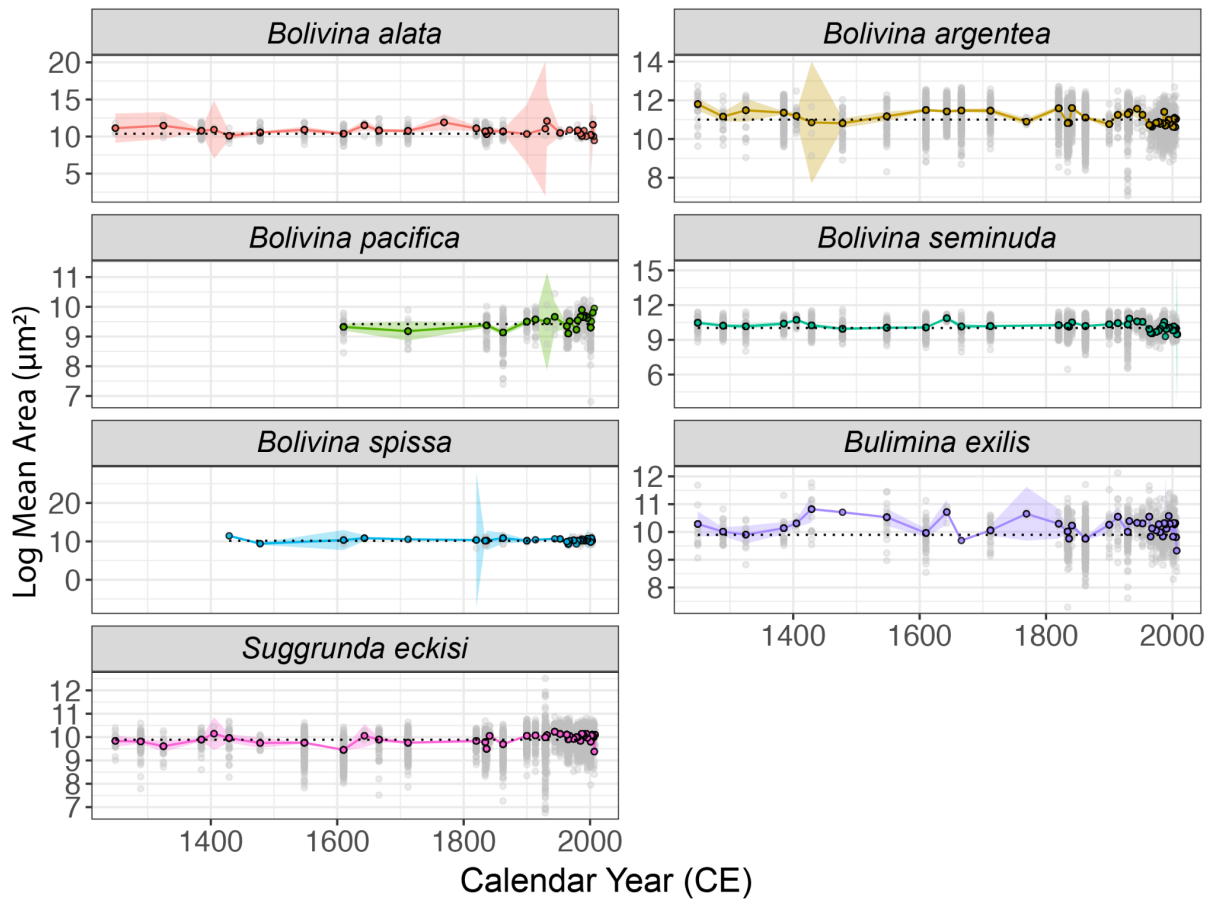 Bolivina alata
Bolivina argentea
20
15
10
5
14
12
10
8
Bolivina pacifica
Bolivina seminuda
11
10
9
8
7
15
12
9
6
Bolivina spissa
Bulimina exilis
20
10
0
12
11
10
9
8
1400 1600 1800 2000
Suggrunda eckisi
12
11
10
9
8
7
1400 1600 1800 2000
Log Mean Area (µm²)
Calendar Year (CE)